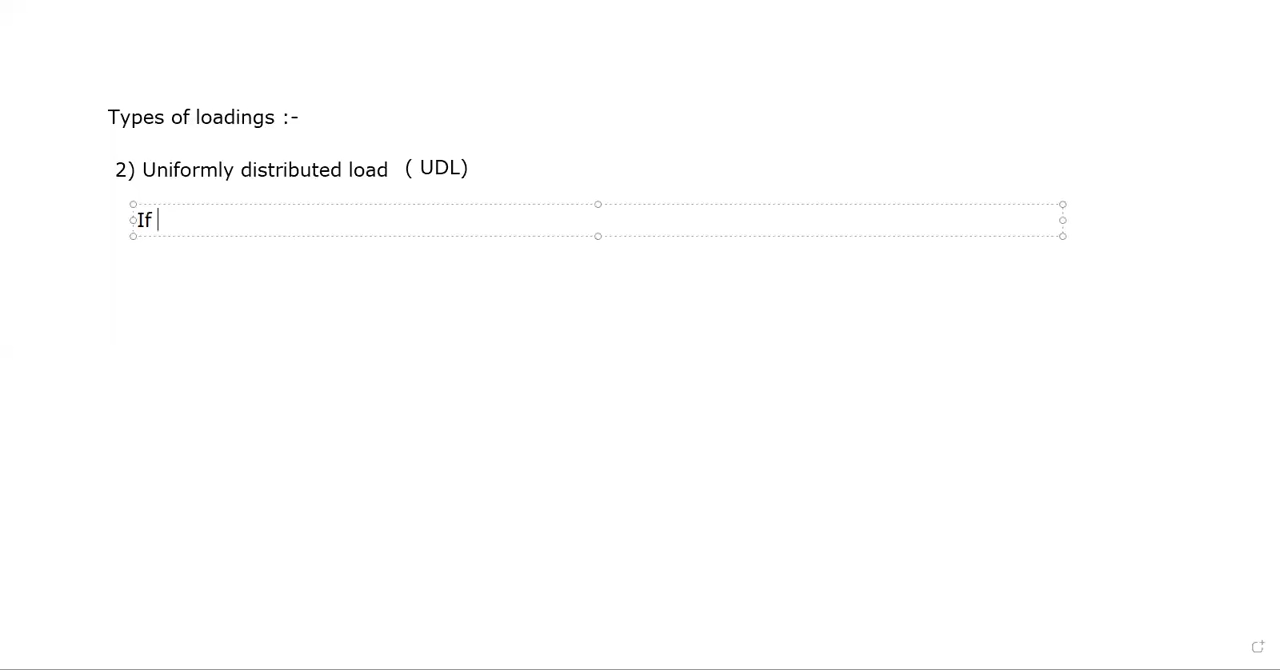 Types of loadings :-
2) Uniformly distributed load ( UDL)
If